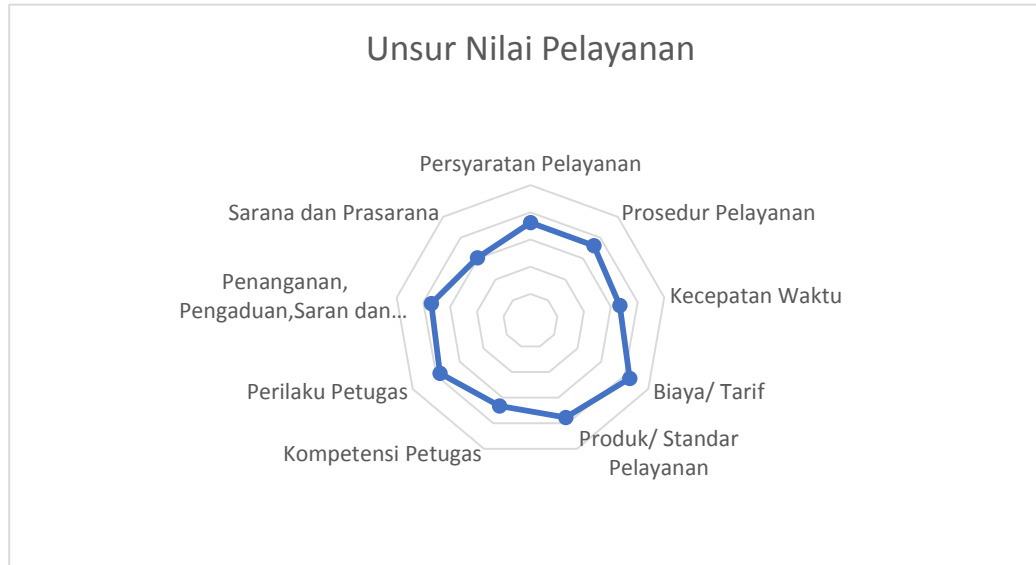 Unsur Nilai Pelayanan
Persyaratan Pelayanan
Prosedur Pelayanan
Kecepatan Waktu
Biaya/ Tarif
Produk/ Standar
Pelayanan
Kompetensi Petugas
Perilaku Petugas
Penanganan,
Pengaduan,Saran dan…
Sarana dan Prasarana